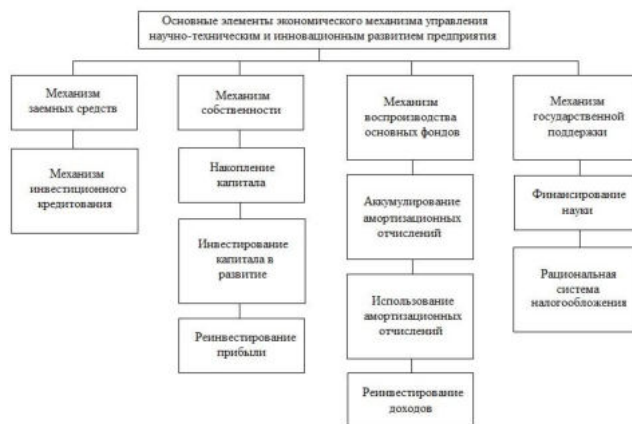 Основные элементы экономического механизма управления
научно-техническим и инновационным развитием предприятия
Механизм
заемных средств
Механизм
инвестиционного
кредитования
Механизм
собственности
Накопление
капитала
Инвестирование
капитала в
развитие
Реинвестирование
прибыли
Механизм
воспроизводства
основных фондов
Аккумулирование
амортизационных
отчислений
Использование
амортизационных
отчислений
Реинвестирование
доходов
Механизм
государственной
поддержки
Финансирование
науки
Рациональная
система
налогообложения